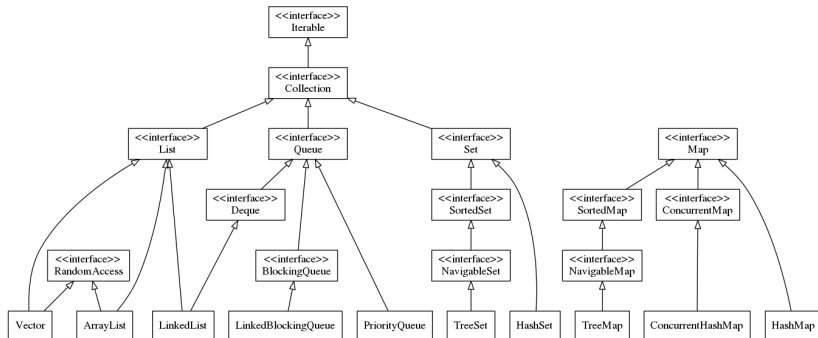 <<interface>>
Iterable
<<interface>>
Collection
<<interface>>
List
<<interface>>
Queue
<<interface>>
Set
<<interface>>
Map
<<interface>>
Deque
<<interface>>
SortedSet
<<interface>>
SortedMap
<<interface>>
ConcurrentMap
<<interface>>
RandomAccess
<<interface>>
BlockingQueue
<<interface>>
NavigableSet
<<interface>>
NavigableMap
Vector
ArrayList
LinkedList
LinkedBlockingQueue
PriorityQueue
TreeSet
HashSet
TreeMap
ConcurrentHashMap
HashMap